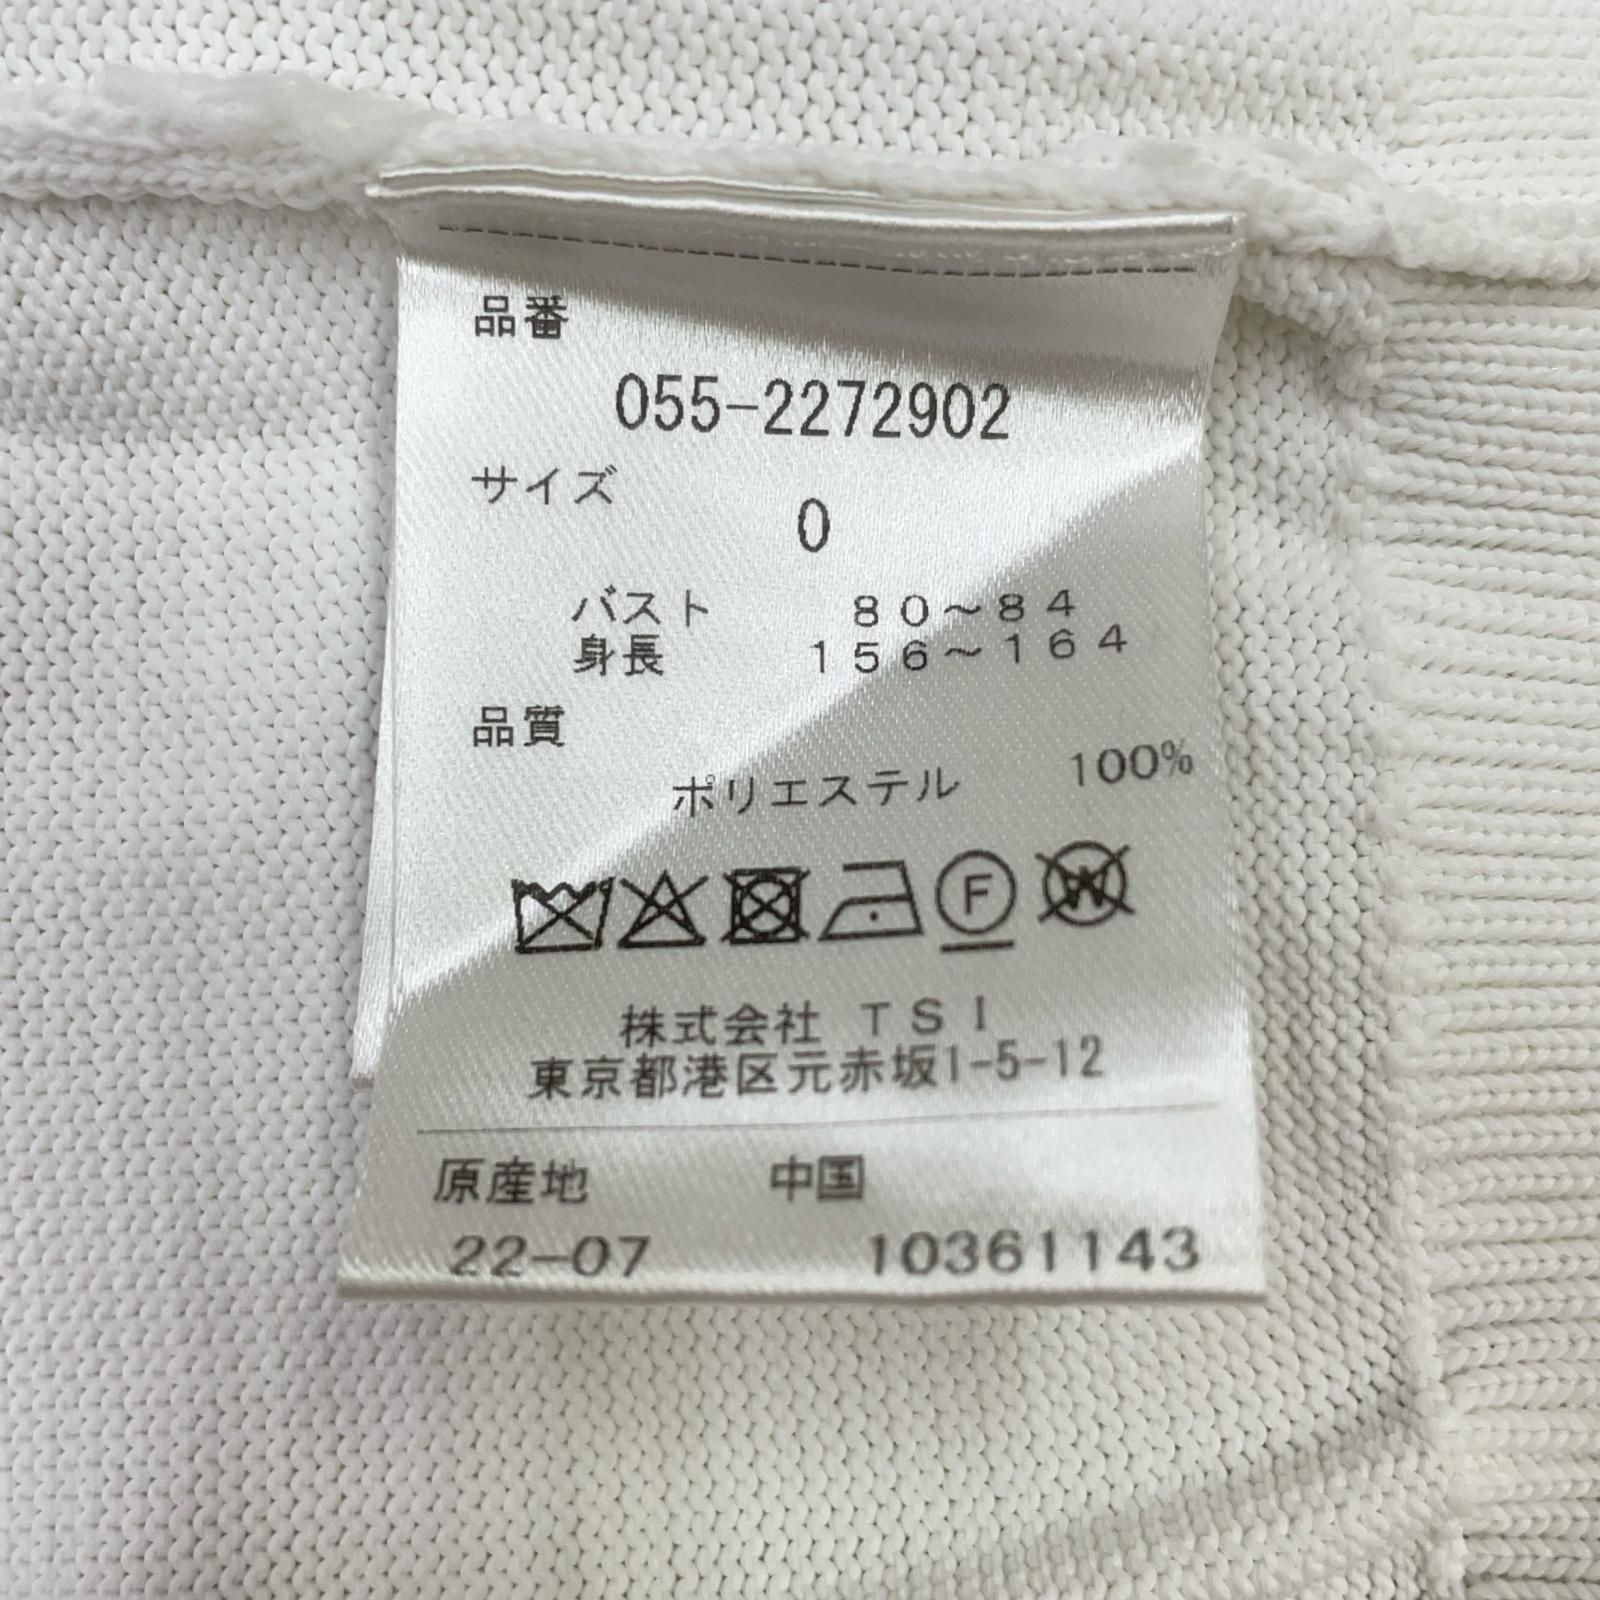 品番
055-2272902
サイズ
0
バスト 80〜84
身長 156〜164
品質
ポリエステル 100%
F W
株式会社 TSI
東京都港区元赤坂1-5-12
原産地 中国
22-07 10361143